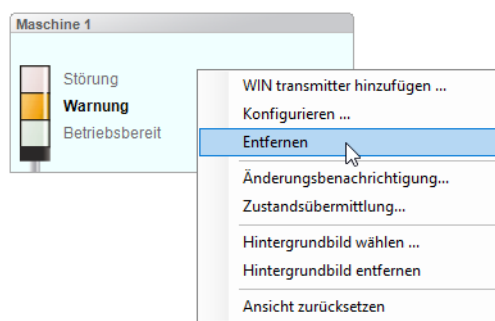 Maschine 1
Störung
Warnung
Betriebsbereit
WIN transmitter hinzufügen ...
Konfigurieren ...
Entfernen
Änderungsbenachrichtigung...
Zustandsübermittlung...
Hintergrundbild wählen ...
Hintergrundbild entfernen
Ansicht zurücksetzen